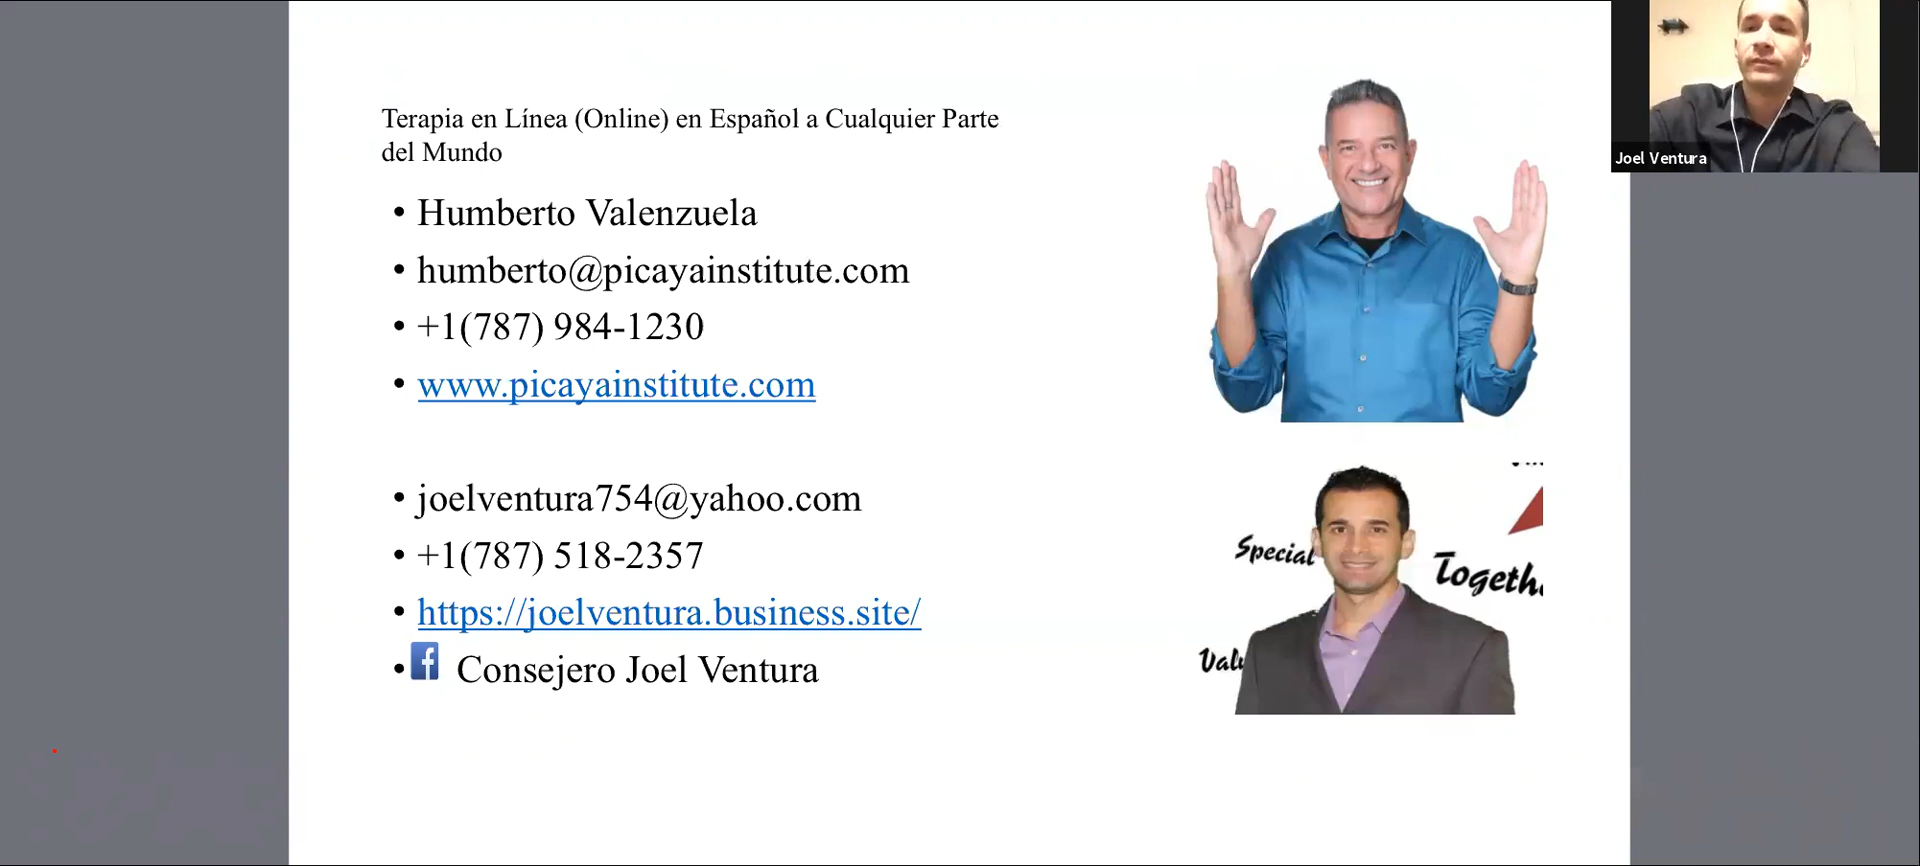 Terapia en Línea (Online) en Español a Cualquier Parte
del Mundo
• Humberto Valenzuela
• humberto@picayainstitute.com
• +1(787) 984-1230
• www.picayainstitute.com
• joelventura754@yahoo.com
• +1(787) 518-2357
• https://joelventura.business.site/
• f Consejero Joel Ventura
Joel Ventura
Special